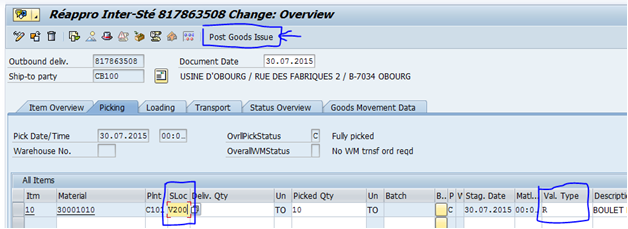 Réappro Inter-Sté 817863508 Change: Overview
Post Goods Issue
Outbound deliv. 817863508 Document Date 30.07.2015
Ship-to party CB100 USINE D'OBOURG / RUE DES FABRIQUES 2 / B-7034 OBOURG
Item Overview Picking Loading Transport Status Overview Goods Movement Data
Pick Date/Time 30.07.2015 00:0… OvrllPickStatus C Fully picked
Warehouse No. OverallWMStatus No WM trnsf ord reqd
All Items
Itm Material Plnt SLoc Deliv. Qty Un Picked Qty Un Batch B.. P V Stag. Date Matl… Val. Type Descripti
10 30001010 C101 V200 TO 10 TO C 30.07.2015 00:0… R BOULET